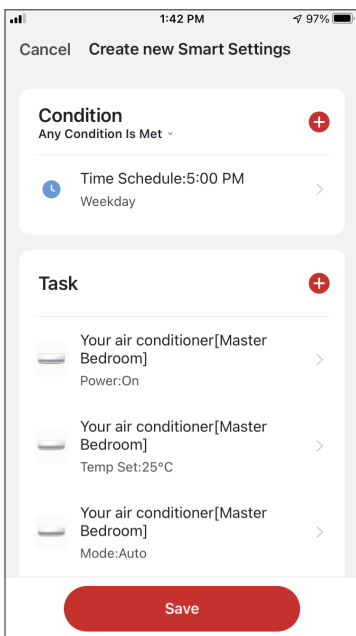 1:42 PM
97%
Cancel Create new Smart Settings
Condition
Any Condition Is Met
Time Schedule:5:00 PM
Weekday
Task
Your air conditioner[Master
Bedroom]
Power:On
Your air conditioner[Master
Bedroom]
Temp Set:25°C
Your air conditioner[Master
Bedroom]
Mode:Auto
Save